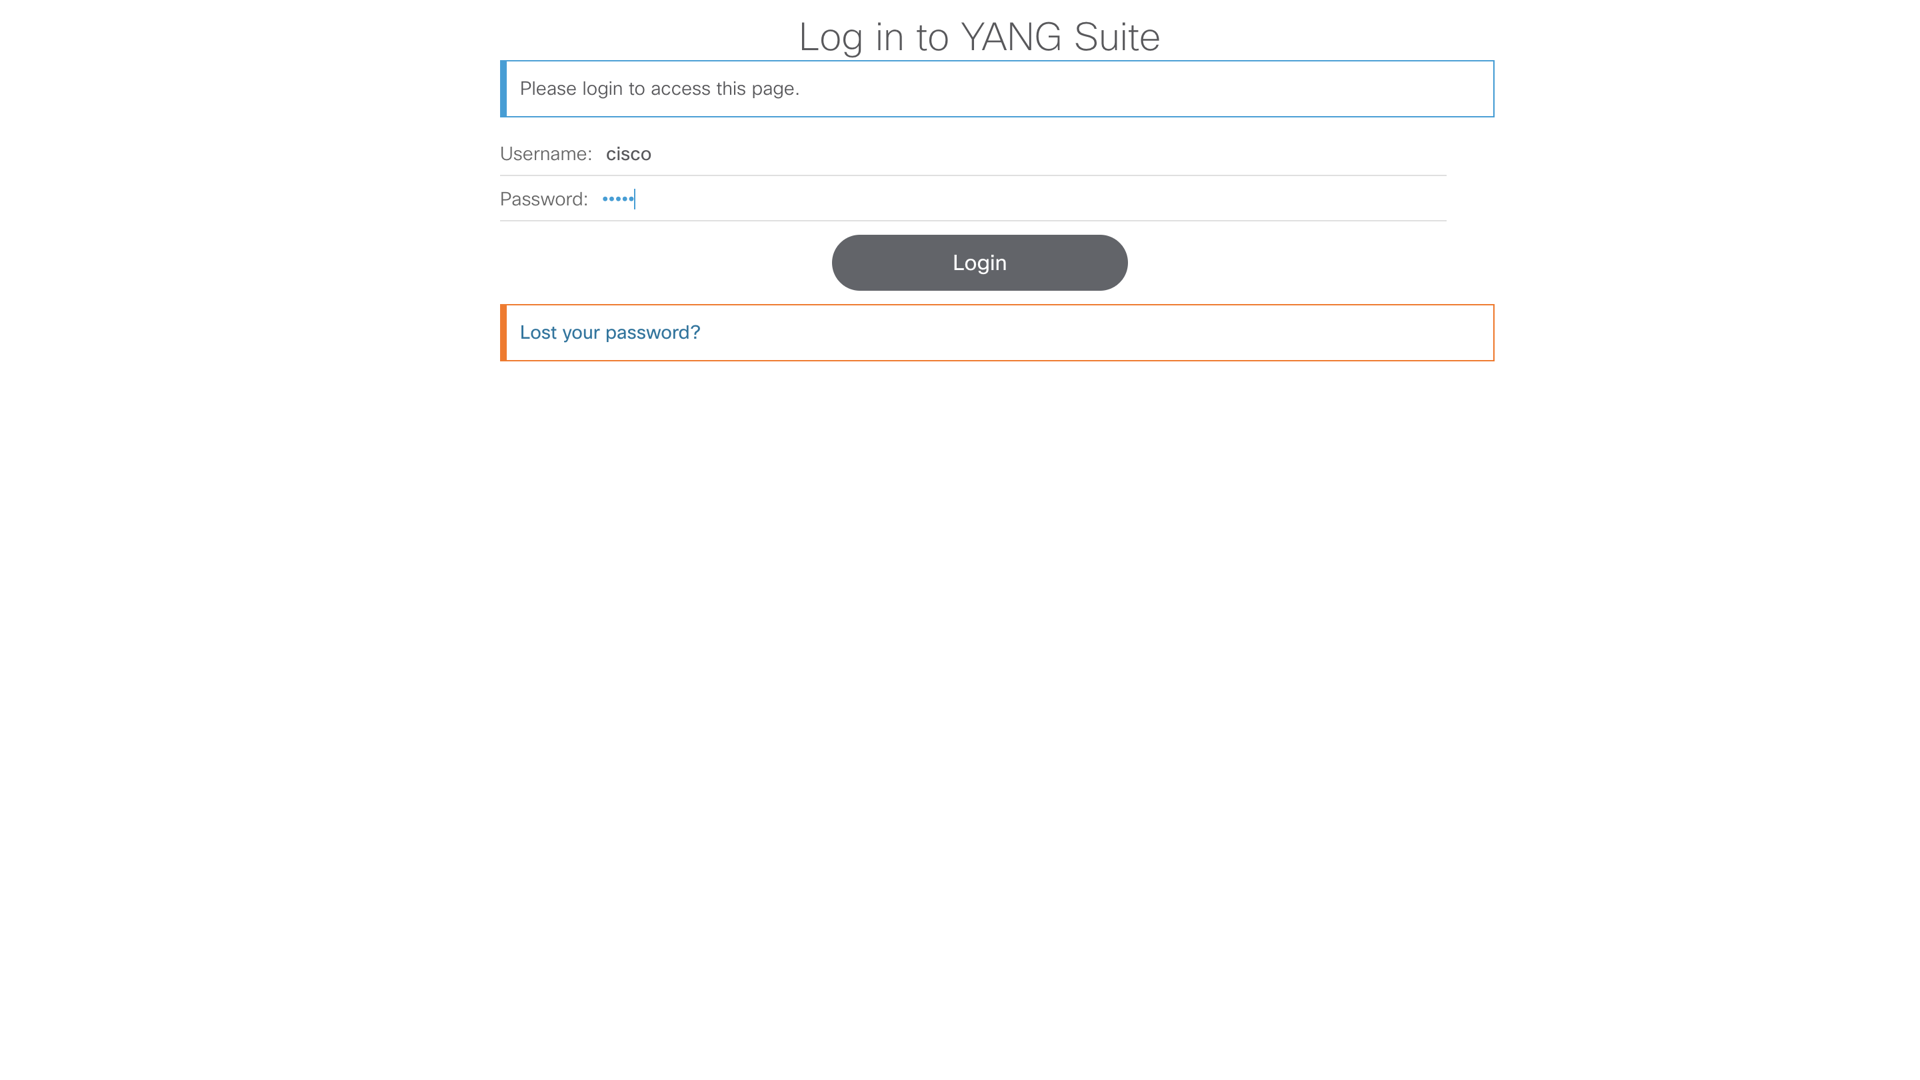 Log in to YANG Suite
Please login to access this page.
Username: cisco
Password: •••••
Login
Lost your password?